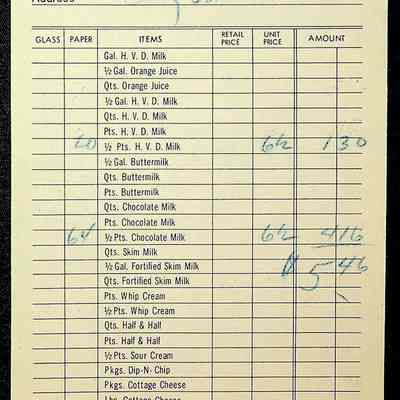 GLASS PAPER ITEMS RETAIL PRICE UNIT PRICE AMOUNT
Gal. H. V. D. Milk
½ Gal. Orange Juice
Qts. Orange Juice
½ Gal. H. V. D. Milk
Qts. H. V. D. Milk
Pts. H. V. D. Milk
20 ½ Pts. H. V. D. Milk 6½ 1 30
½ Gal. Buttermilk
Qts. Buttermilk
Pts. Buttermilk
Qts. Chocolate Milk
Pts. Chocolate Milk
64 ½ Pts. Chocolate Milk 6½ 4 16
Qts. Skim Milk
½ Gal. Fortified Skim Milk $ 5 46
Qts. Fortified Skim Milk
Pts. Whip Cream
½ Pts. Whip Cream
Qts. Half & Half
Pts. Half & Half
½ Pts. Sour Cream
Pkgs. Dip-N-Chip
Pkgs. Cottage Cheese